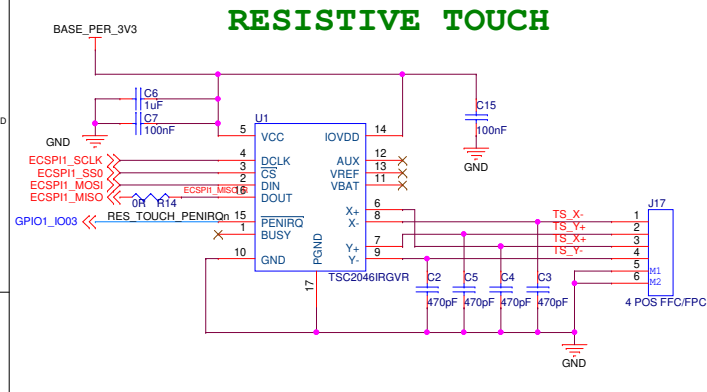 RESISTIVE TOUCH
BASE_PER_3V3
C6
1uF
C7
100nF
C15
100nF
GND
GND
D
U1
5 VCC IOVDD 14
4 DCLK AUX 12
3 CS VREF 13
2 DIN VBAT 11
16 DOUT
X+ 6
X- 8
15 PENIRQ
1 BUSY
Y+ 7
10 GND Y- 9
PGND
17
TSC2046IRGVR
ECSPI1_SCLK
ECSPI1_SS0
ECSPI1_MOSI
ECSPI1_MISO
0R R14
GPIO1_IO03
RES_TOUCH_PENIRQn
J17
TS_X- 1
TS_Y+ 2
TS_X+ 3
TS_Y- 4
5 M1
6 M2
4 POS FFC/FPC
C2 C5 C4 C3
470pF 470pF 470pF 470pF
GND